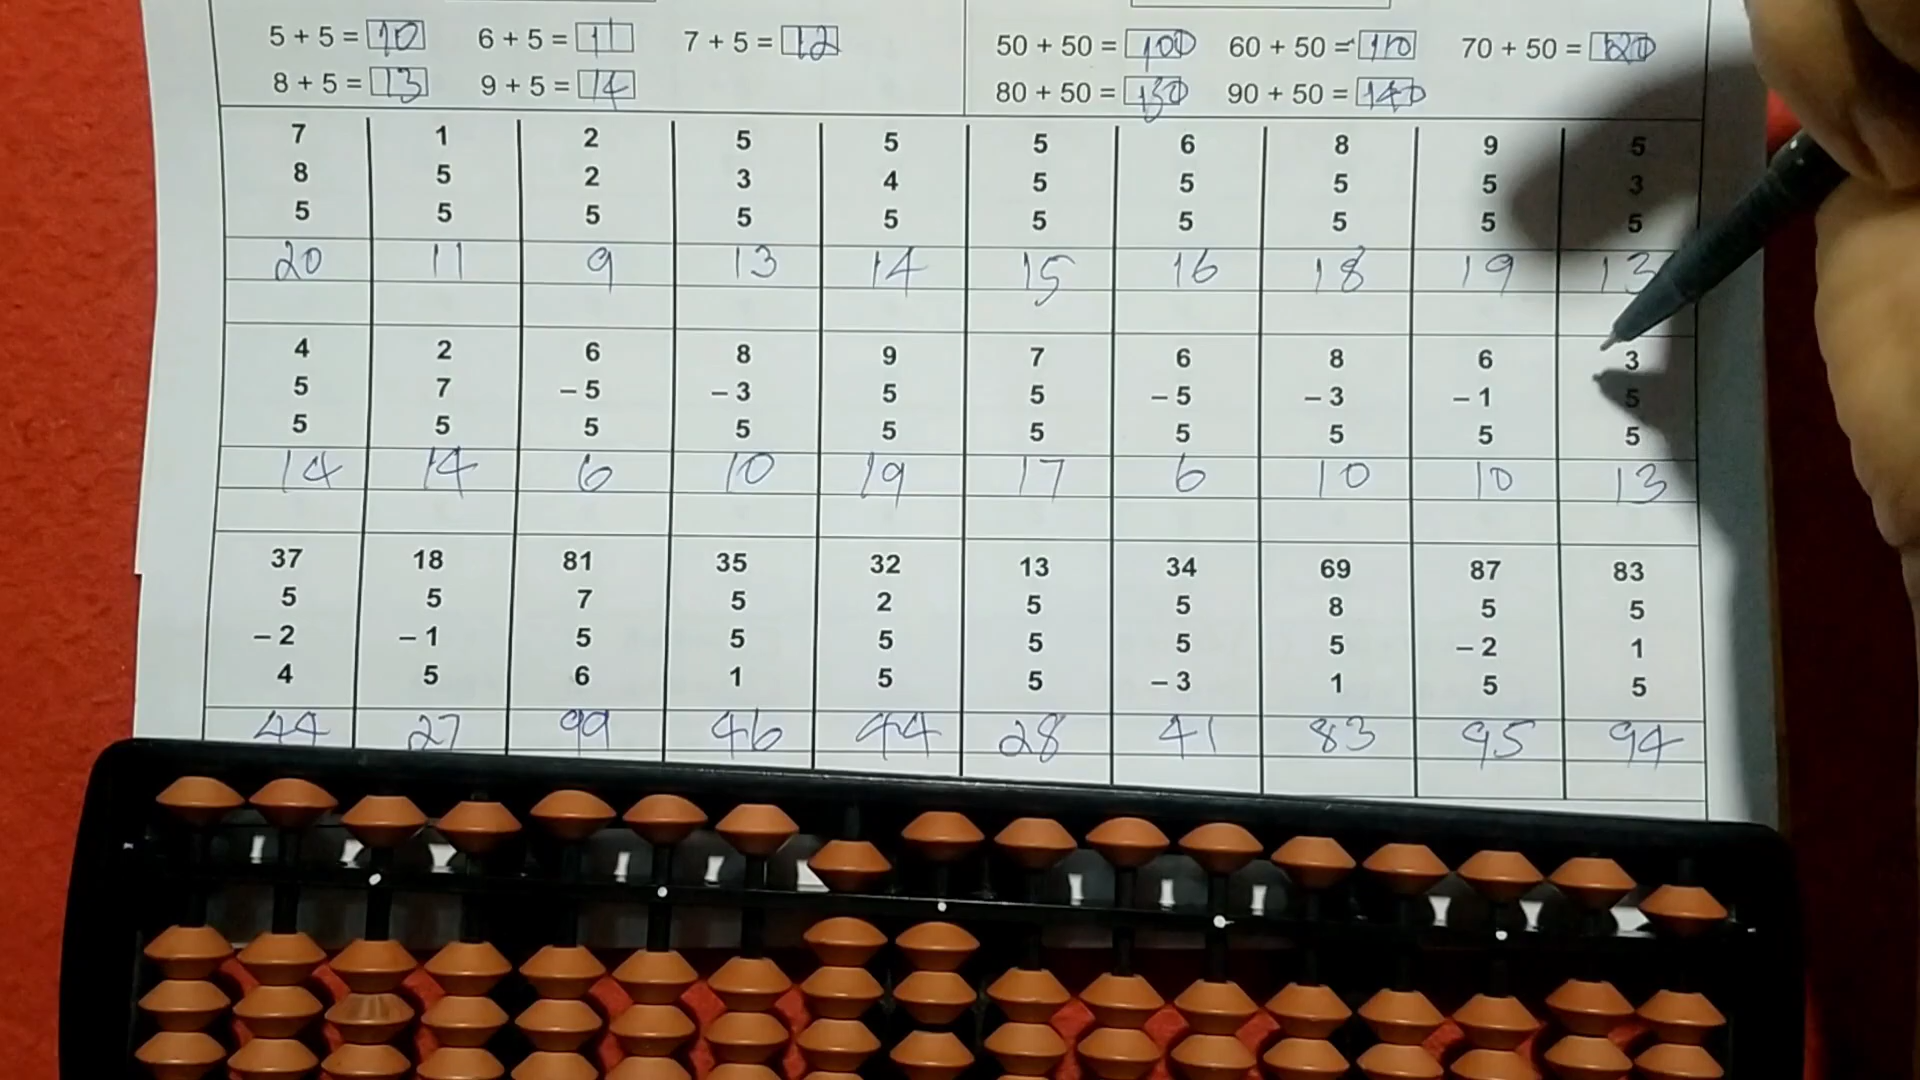 5 + 5 = 10 6 + 5 = 11 7 + 5 = 12 50 + 50 = 100 60 + 50 = 110 70 + 50 = 120
8 + 5 = 13 9 + 5 = 14 80 + 50 = 130 90 + 50 = 140
7 1 2 5 5 5 6 8 9 5
8 5 2 3 4 5 5 5 5 3
5 5 5 5 5 5 5 5 5 5
20 11 9 13 14 15 16 18 19 13
4 2 6 8 9 7 6 8 6 3
5 7 – 5 – 3 5 5 – 5 – 3 – 1 5
5 5 5 5 5 5 5 5 5 5
14 14 6 10 19 17 6 10 10 13
37 18 81 35 32 13 34 69 87 83
5 5 7 5 2 5 5 8 5 5
– 2 – 1 5 5 5 5 5 5 – 2 1
4 5 6 1 5 5 – 3 1 5 5
44 27 99 46 44 28 41 83 95 94